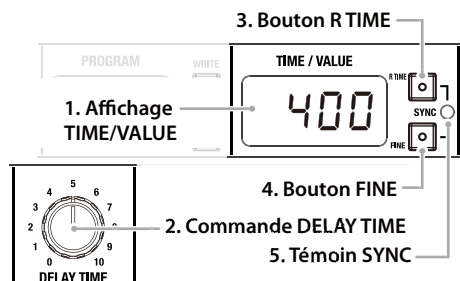 3. Bouton R TIME
PROGRAM
WRITE
TIME / VALUE
R TIME
1. Affichage
TIME/VALUE
400
SYNC
FINE
4. Bouton FINE
5
4 6
3 7
2. Commande DELAY TIME
2 8
1 9
0 10
5. Témoin SYNC
DELAY TIME